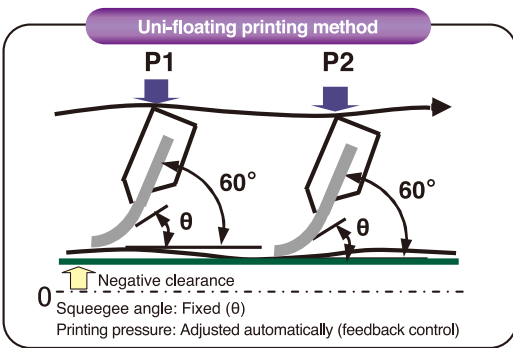 Uni-floating printing method
P1 P2
60° 60°
θ θ
Negative clearance
0
Squeegee angle: Fixed (θ)
Printing pressure: Adjusted automatically (feedback control)